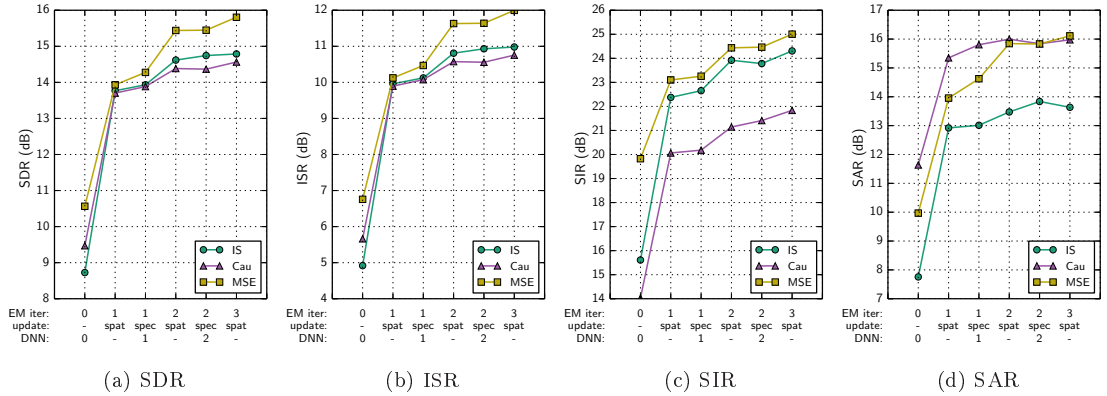 16
15
14
13
12
11
10
9
8
SDR (dB)
IS
Cau
MSE
EM iter: 0 1 1 2 2 3
update: - spat spec spat spec spat
DNN: 0 - 1 - 2 -
(a) SDR
12
11
10
9
8
7
6
5
4
ISR (dB)
IS
Cau
MSE
0 1 1 2 2 3
- spat spec spat spec spat
0 - 1 - 2 -
(b) ISR
26
25
24
23
22
21
20
19
18
17
16
15
14
SIR (dB)
IS
Cau
MSE
0 1 1 2 2 3
- spat spec spat spec spat
0 - 1 - 2 -
(c) SIR
17
16
15
14
13
12
11
10
9
8
7
SAR (dB)
IS
Cau
MSE
0 1 1 2 2 3
- spat spec spat spec spat
0 - 1 - 2 -
(d) SAR